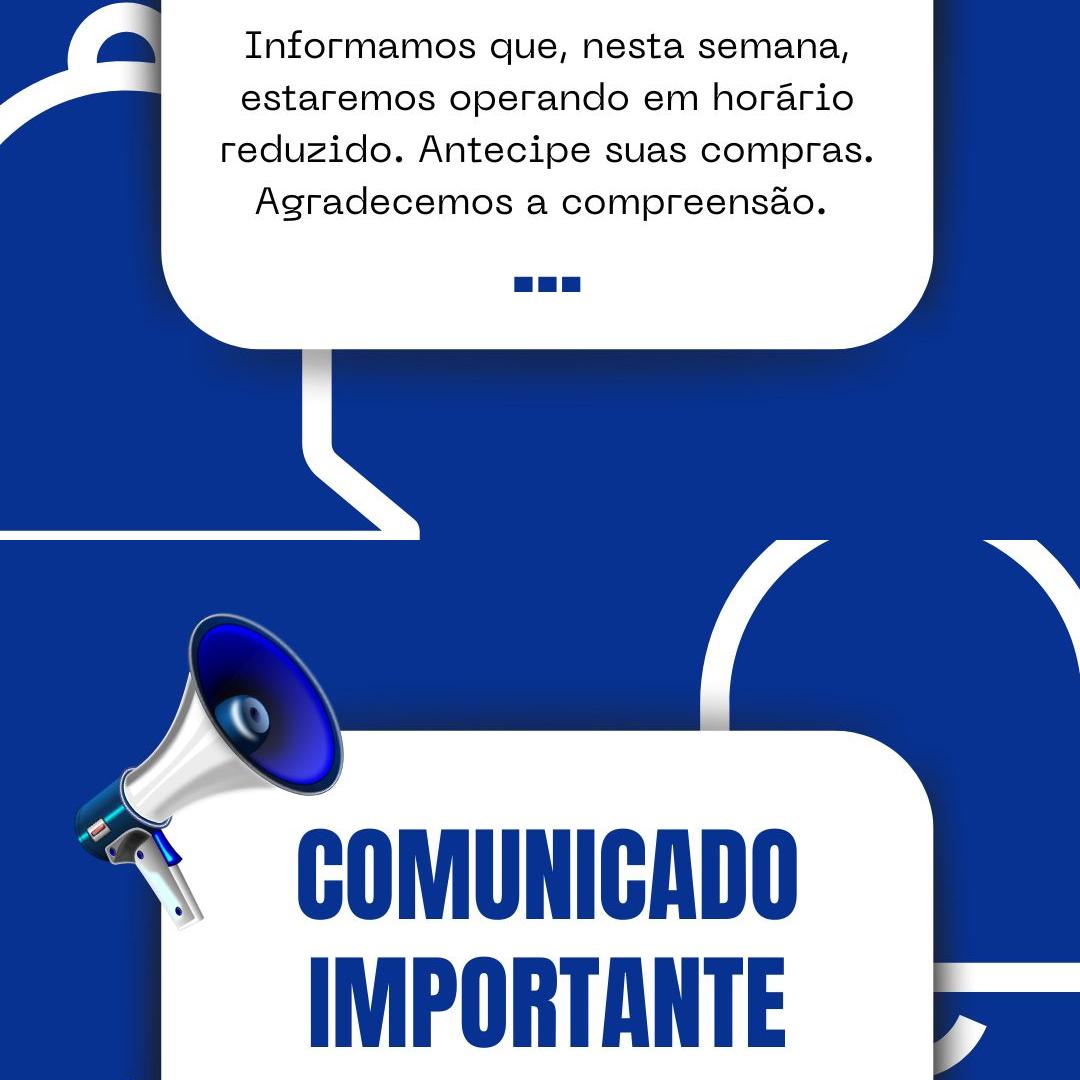 Informamos que, nesta semana,
estaremos operando em horário
reduzido. Antecipe suas compras.
Agradecemos a compreensão.
COMUNICADO
IMPORTANTE